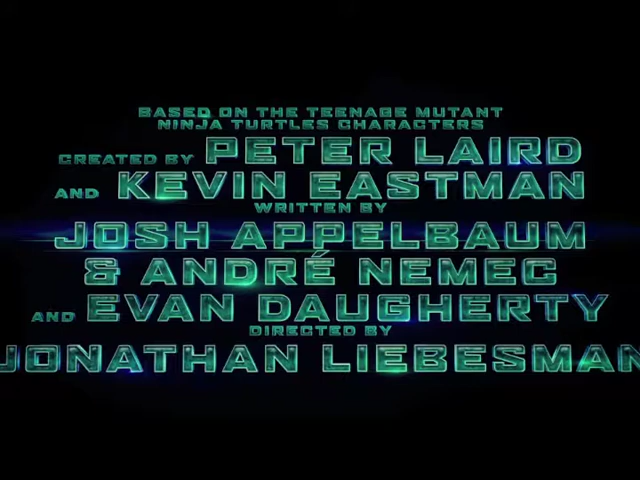 BASED ON THE TEENAGE MUTANT
NINJA TURTLES CHARACTERS
CREATED BY PETER LAIRD
AND KEVIN EASTMAN
WRITTEN BY
JOSH APPELBAUM
& ANDRÉ NEMEC
AND EVAN DAUGHERTY
DIRECTED BY
JONATHAN LIEBESMAN